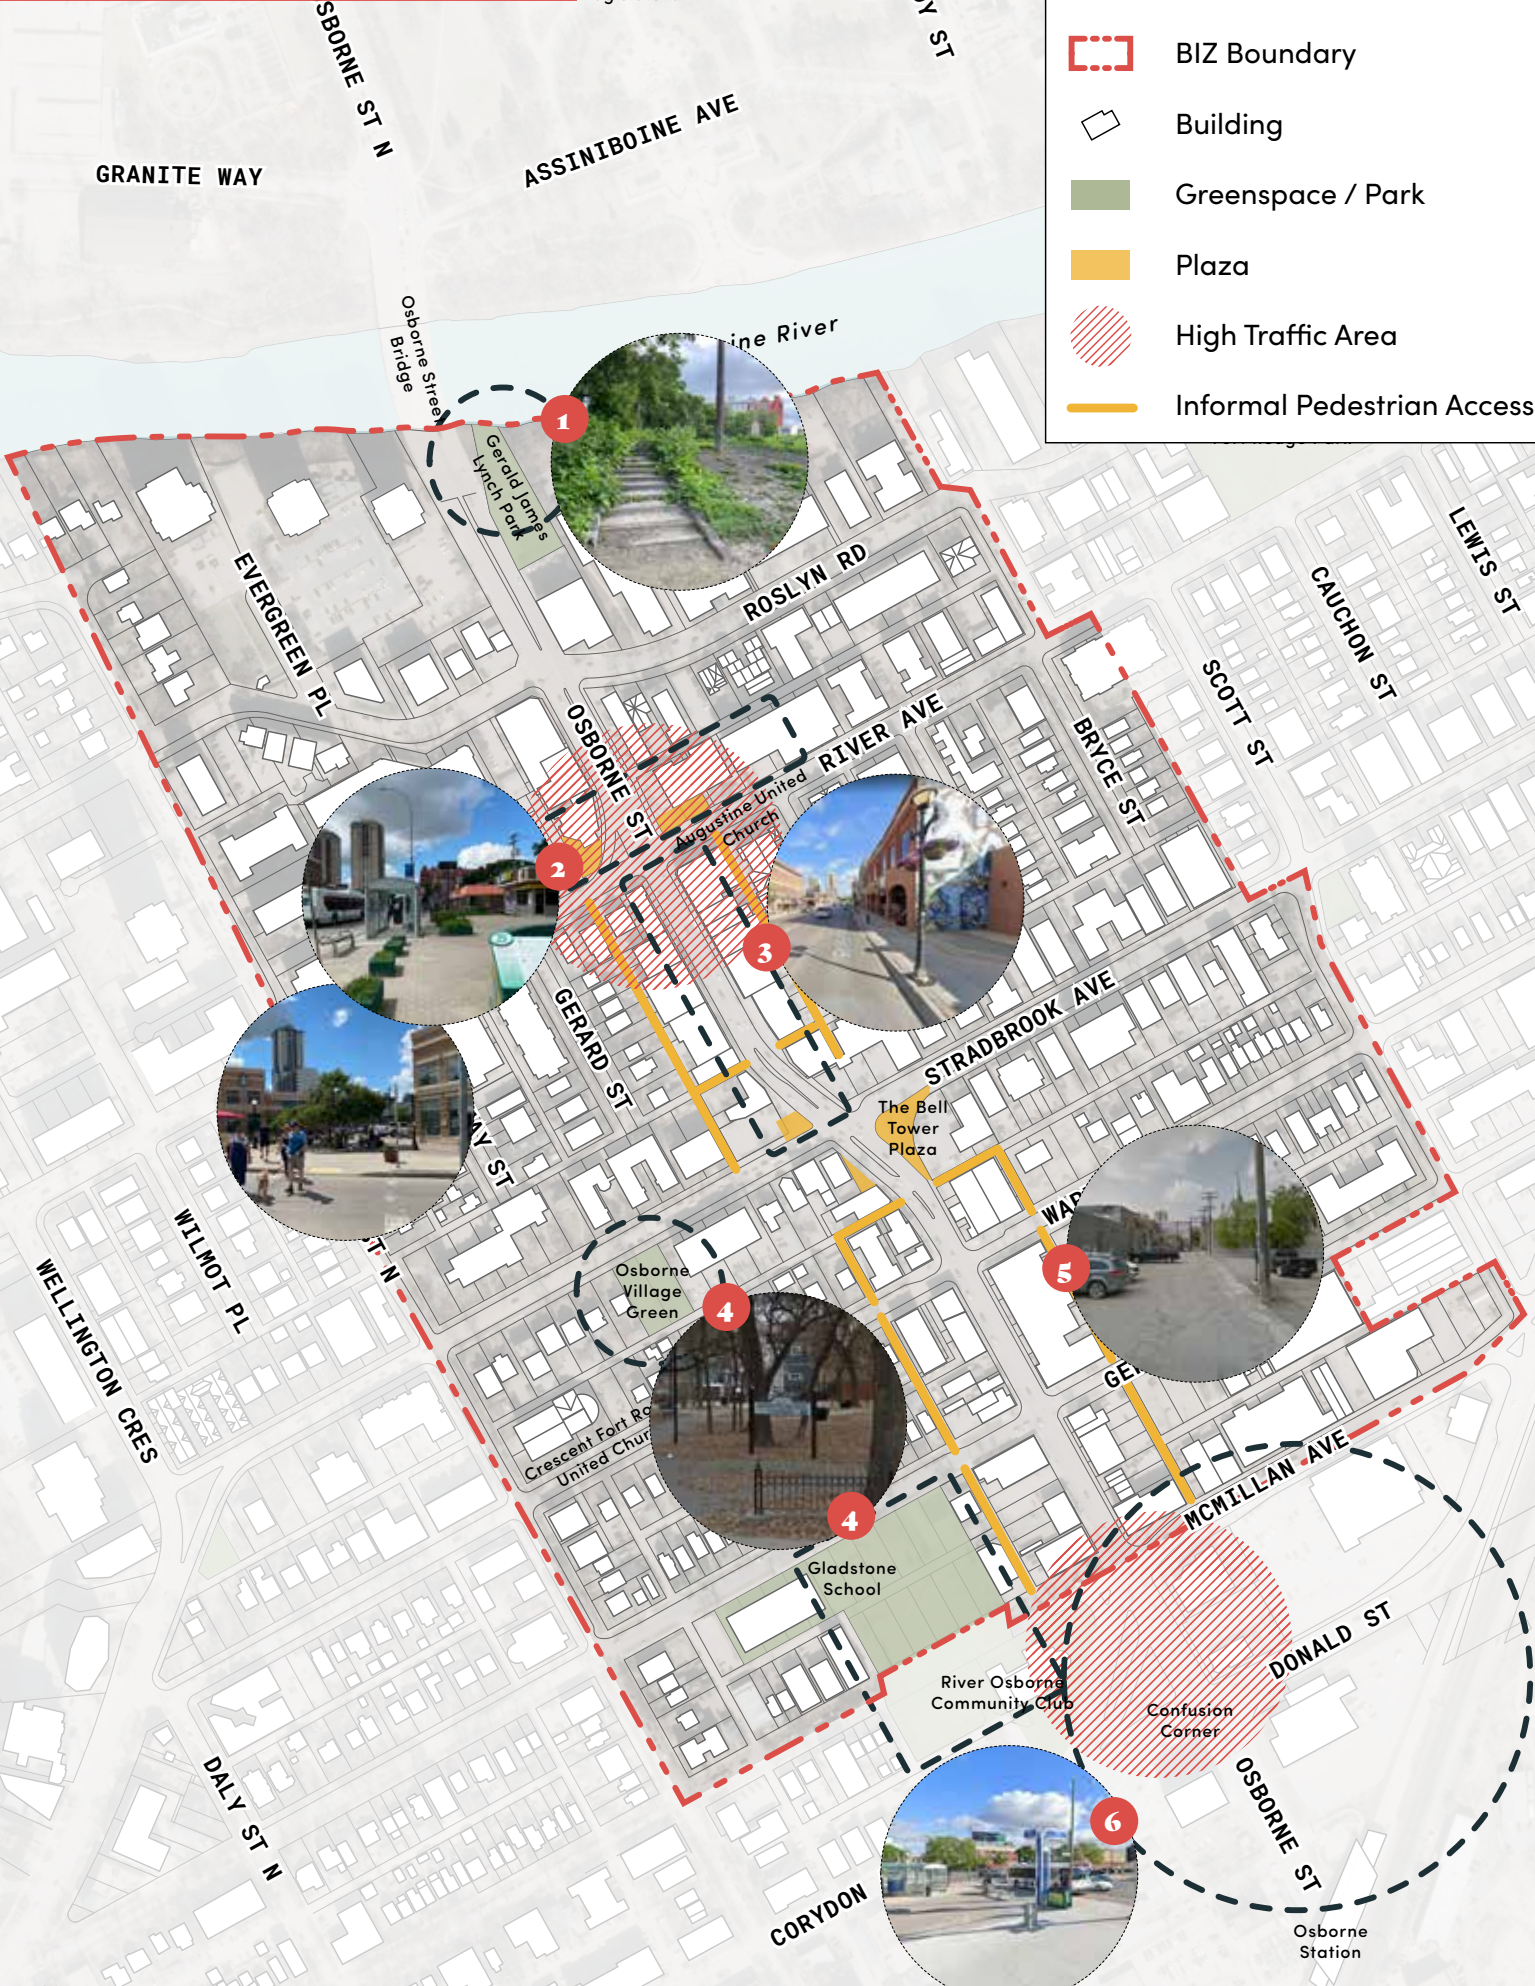 BIZ Boundary
Building
Greenspace / Park
Plaza
High Traffic Area
Informal Pedestrian Access
GRANITE WAY
ASSINIBOINE AVE
Osborne Street
Bridge
River
Gerald James
Lynch Park
1
ROSLYN RD
EVERGREEN PL
LEWIS ST
CAUCHON ST
SCOTT ST
BRYCE ST
RIVER AVE
OSBORNE ST
Augustine United
Church
2
3
GERARD ST
STRADBROOK AVE
The Bell
Tower
Plaza
WILMOT PL
WELLINGTON CRES
Osborne
Village
Green
4
5
Crescent Fort
United
4
MCMILLAN AVE
Gladstone
School
DONALD ST
River Osborne
Community Club
Confusion
Corner
DALY ST N
OSBORNE ST
6
CORYDON
Osborne
Station